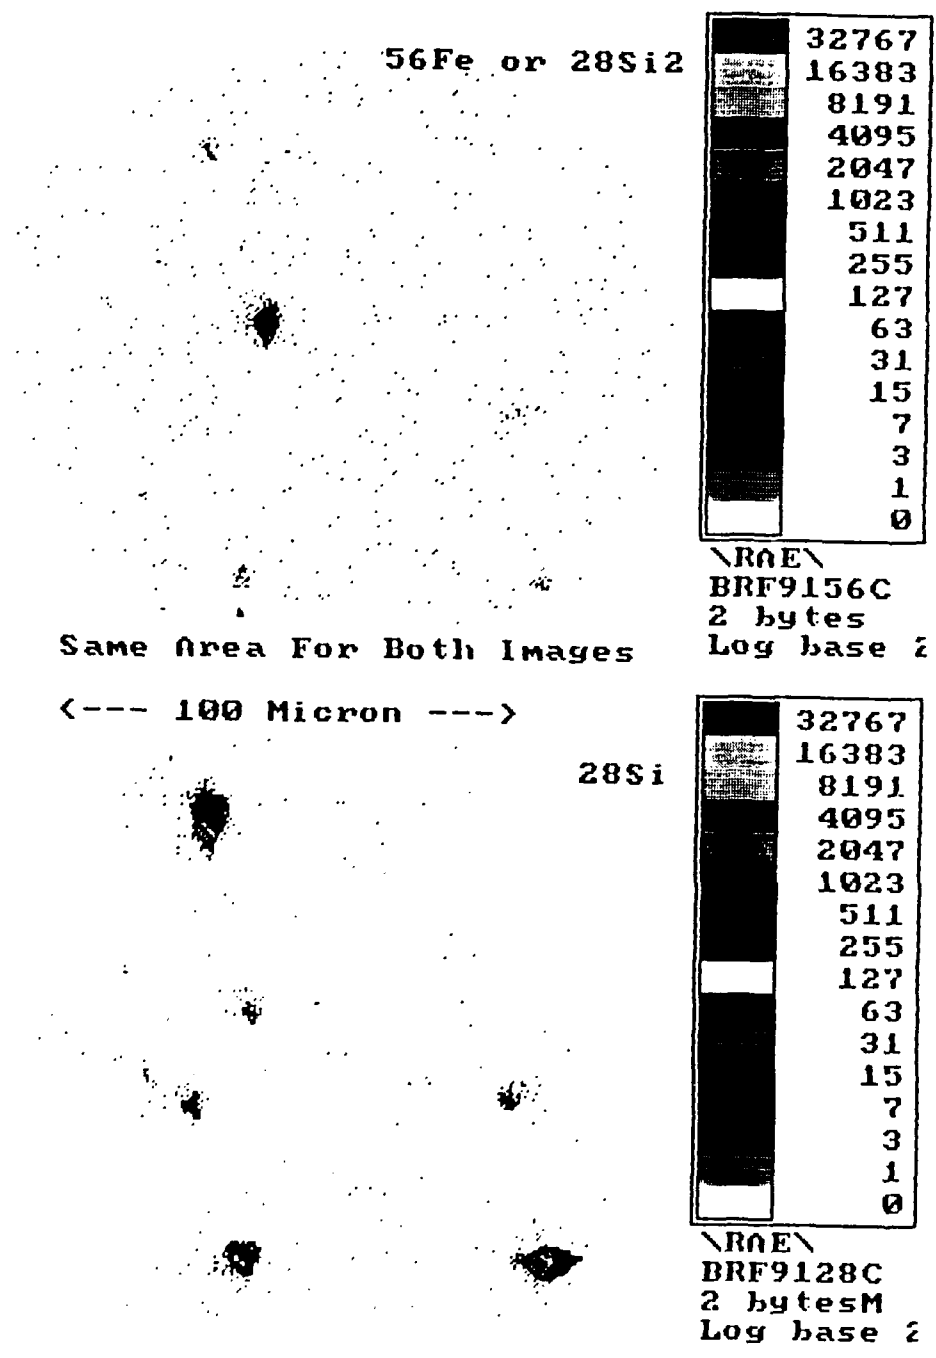 56Fe or 28Si2
32767
16383
8191
4095
2047
1023
511
255
127
63
31
15
7
3
1
0
\RAE\
BRF9156C
2 bytes
Log base 2
Same Area For Both Images
<--- 100 Micron --->
28Si
32767
16383
8191
4095
2047
1023
511
255
127
63
31
15
7
3
1
0
\RAE\
BRF9128C
2 bytesM
Log base 2